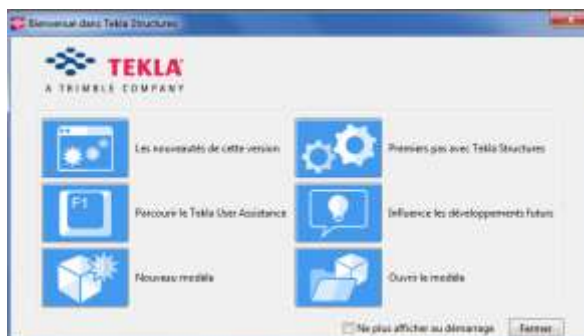 Bienvenue dans Tekla Structures
TEKLA
A TRIMBLE COMPANY
Les nouveautés de cette version
Premiers pas avec Tekla Structures
F1
Parcourir le Tekla User Assistance
Influence les développements futurs
Nouveau modèle
Ouvrir le modèle
Ne plus afficher au démarrage
Fermer